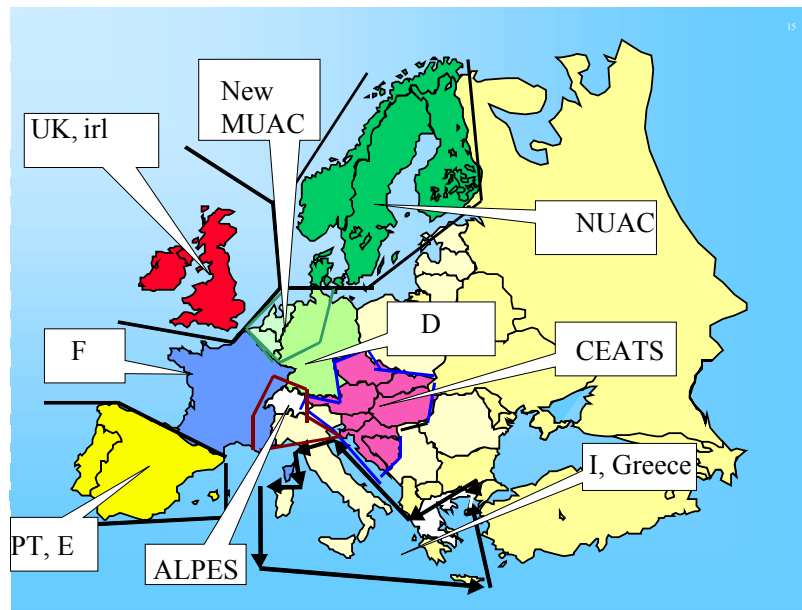 15
New
MUAC
UK, irl
NUAC
D
F
CEATS
I, Greece
PT, E
ALPES